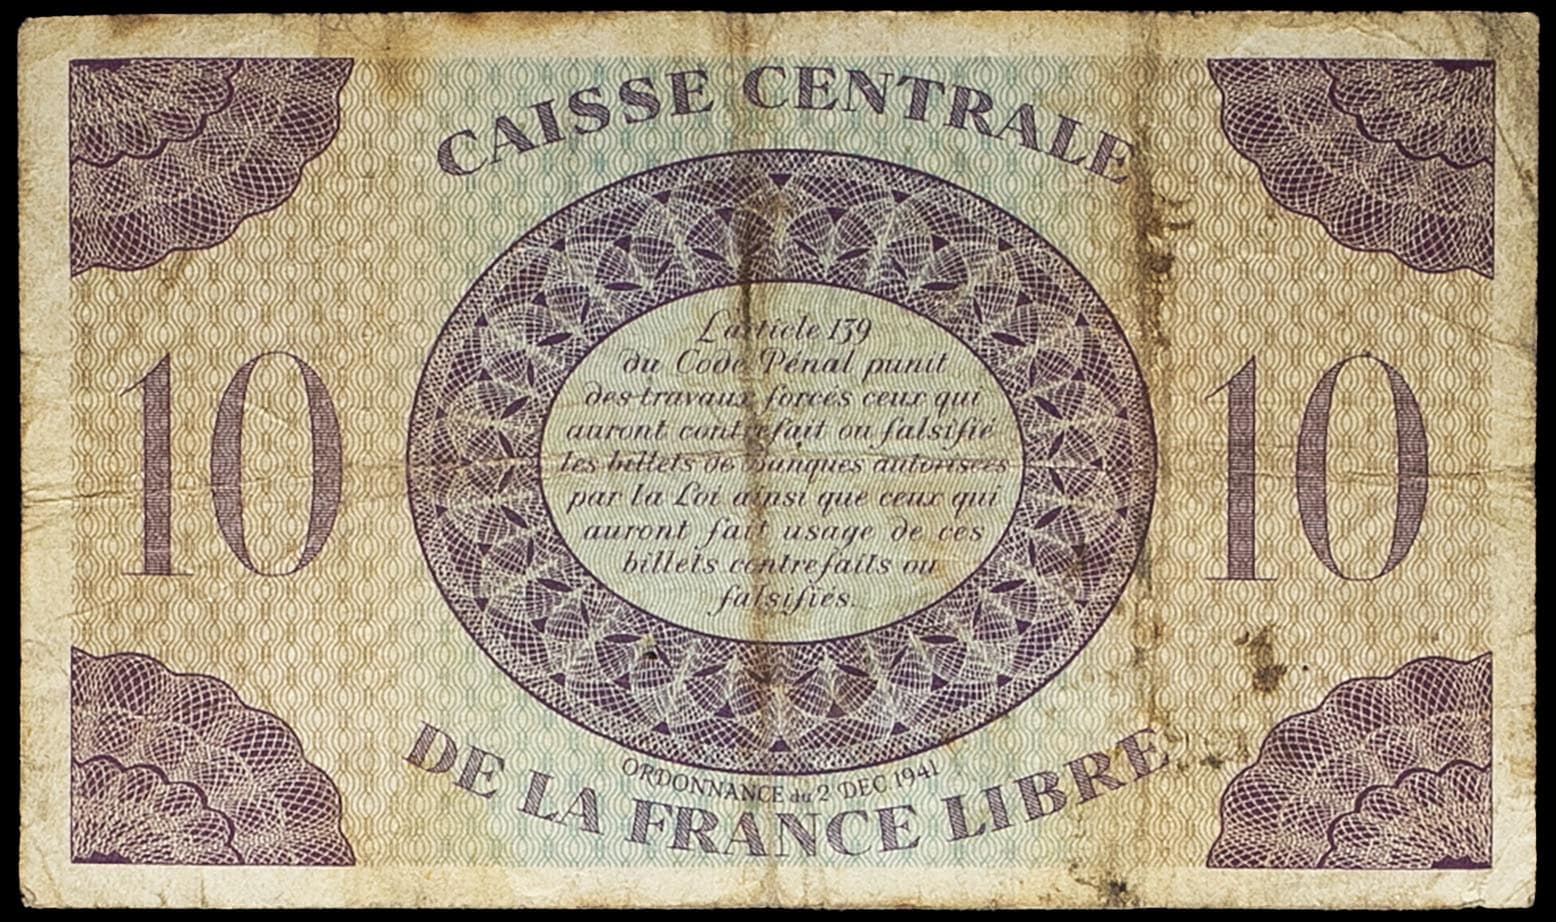 CAISSE CENTRALE
L'article 139
du Code Pénal punit
des travaux forcés ceux qui
auront contrefait ou falsifié
les billets de banques autorisées
10
10
par la Loi ainsi que ceux qui
auront fait usage de ces
billets contrefaits ou
falsifiés.
ORDONNANCE du 2 DEC 1941
DE LA FRANCE LIBRE